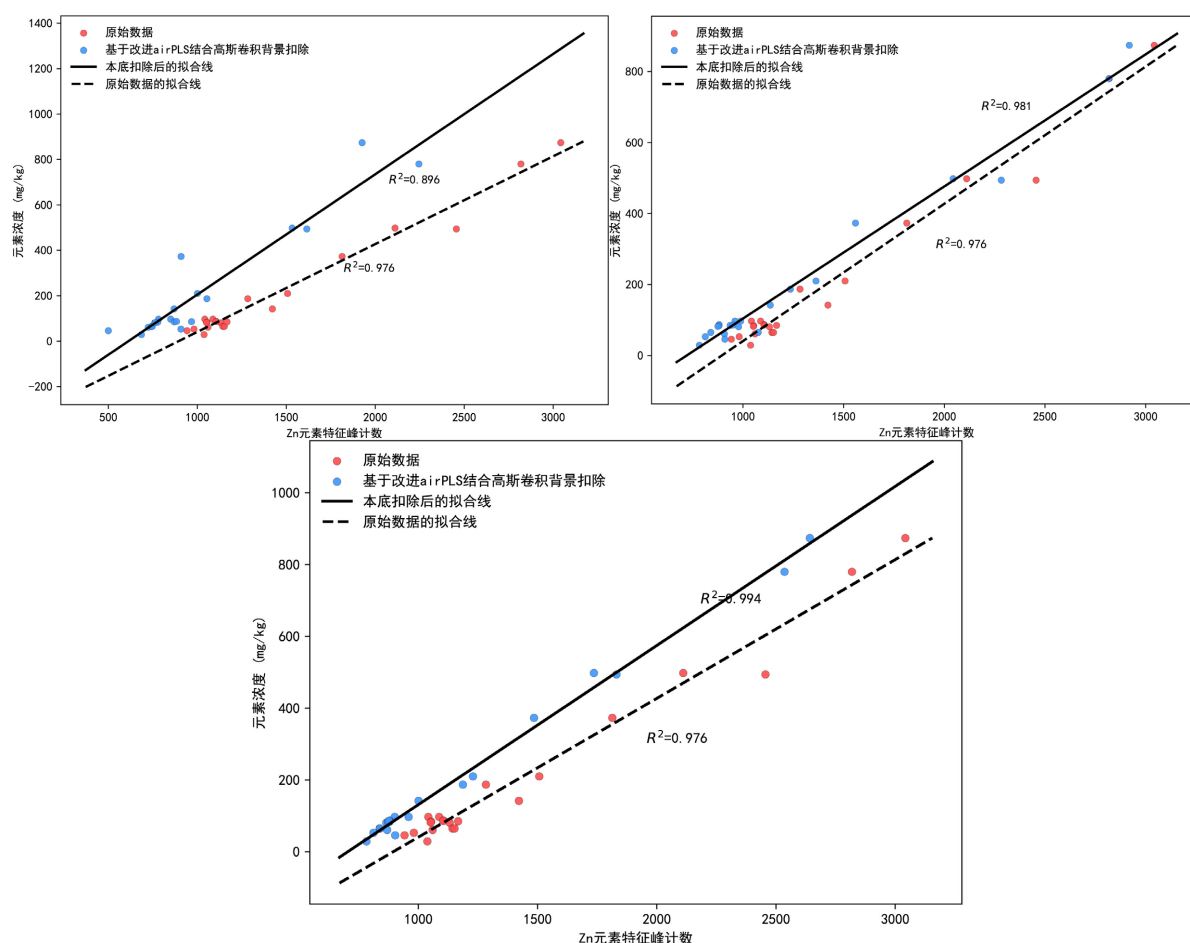 原始数据
基于改进airPLS结合高斯卷积背景扣除
本底扣除后的拟合线
原始数据的拟合线
R²=0.896
R²=0.976
元素浓度 (mg/kg)
1400
1200
1000
800
600
400
200
0
−200
500
1000
1500
2000
2500
3000
Zn元素特征峰计数
原始数据
基于改进airPLS结合高斯卷积背景扣除
本底扣除后的拟合线
原始数据的拟合线
R²=0.981
R²=0.976
元素浓度 (mg/kg)
800
600
400
200
0
1000
1500
2000
2500
3000
Zn元素特征峰计数
原始数据
基于改进airPLS结合高斯卷积背景扣除
本底扣除后的拟合线
原始数据的拟合线
R²=0.994
R²=0.976
元素浓度 (mg/kg)
1000
800
600
400
200
0
1000
1500
2000
2500
3000
Zn元素特征峰计数